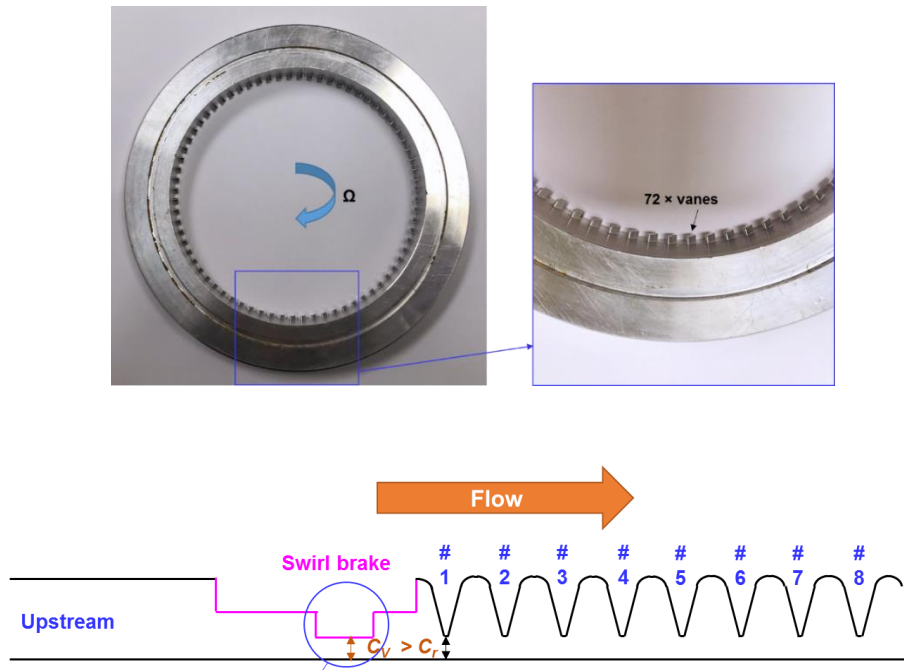 Ω
72 × vanes
Flow
# # # # # # # #
1 2 3 4 5 6 7 8
Swirl brake
Upstream
Cv > Cr